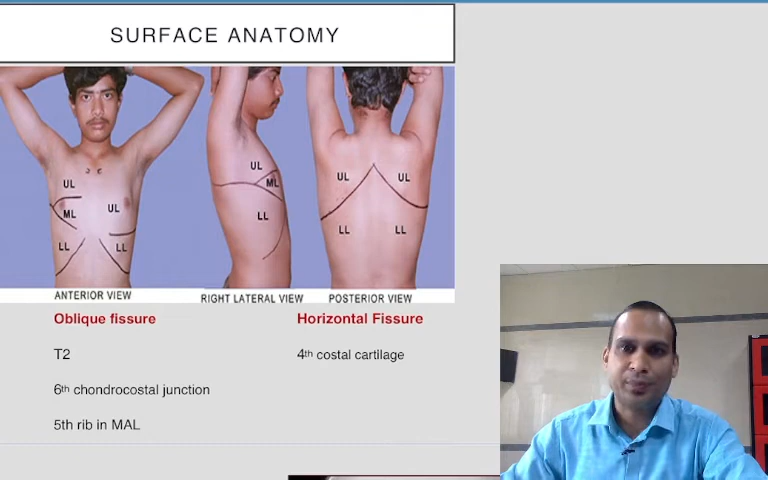 SURFACE ANATOMY
UL
ML
UL
LL
LL
UL
ML
LL
UL
UL
LL
LL
ANTERIOR VIEW
RIGHT LATERAL VIEW
POSTERIOR VIEW
Oblique fissure
T2
6th chondrocostal junction
5th rib in MAL
Horizontal Fissure
4th costal cartilage